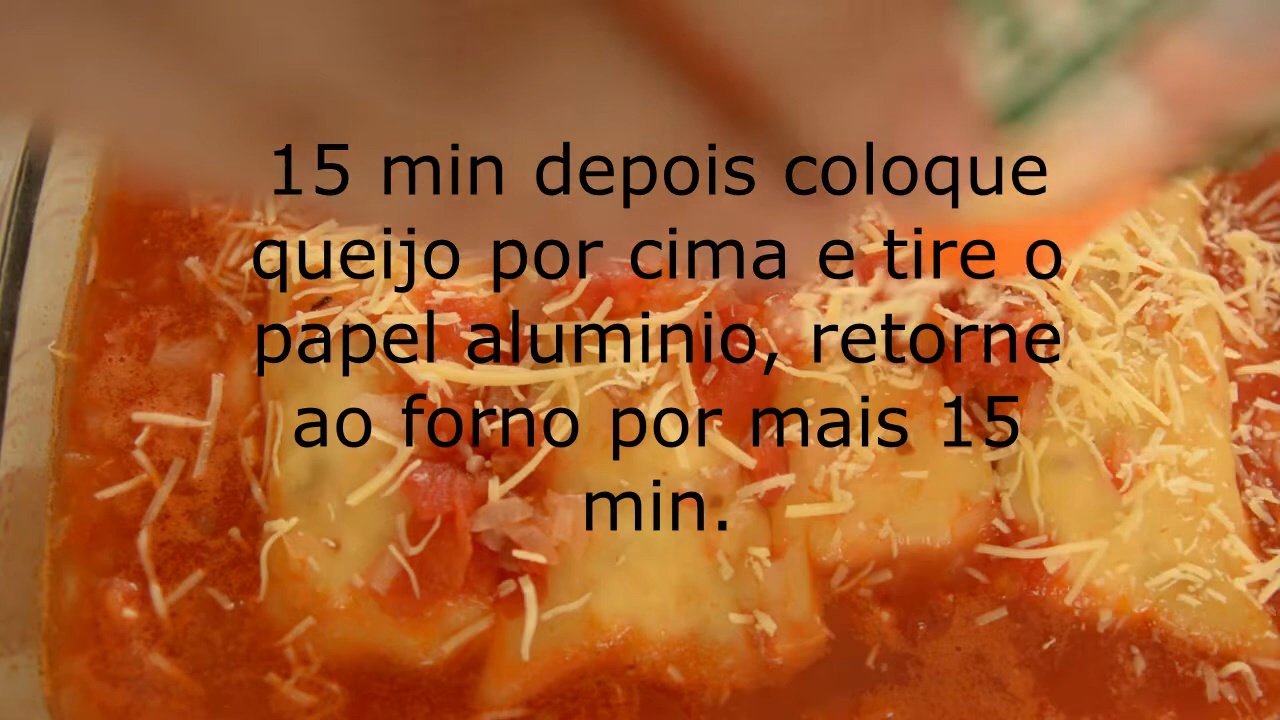 15 min depois coloque
queijo por cima e tire o
papel aluminio, retorne
ao forno por mais 15
min.